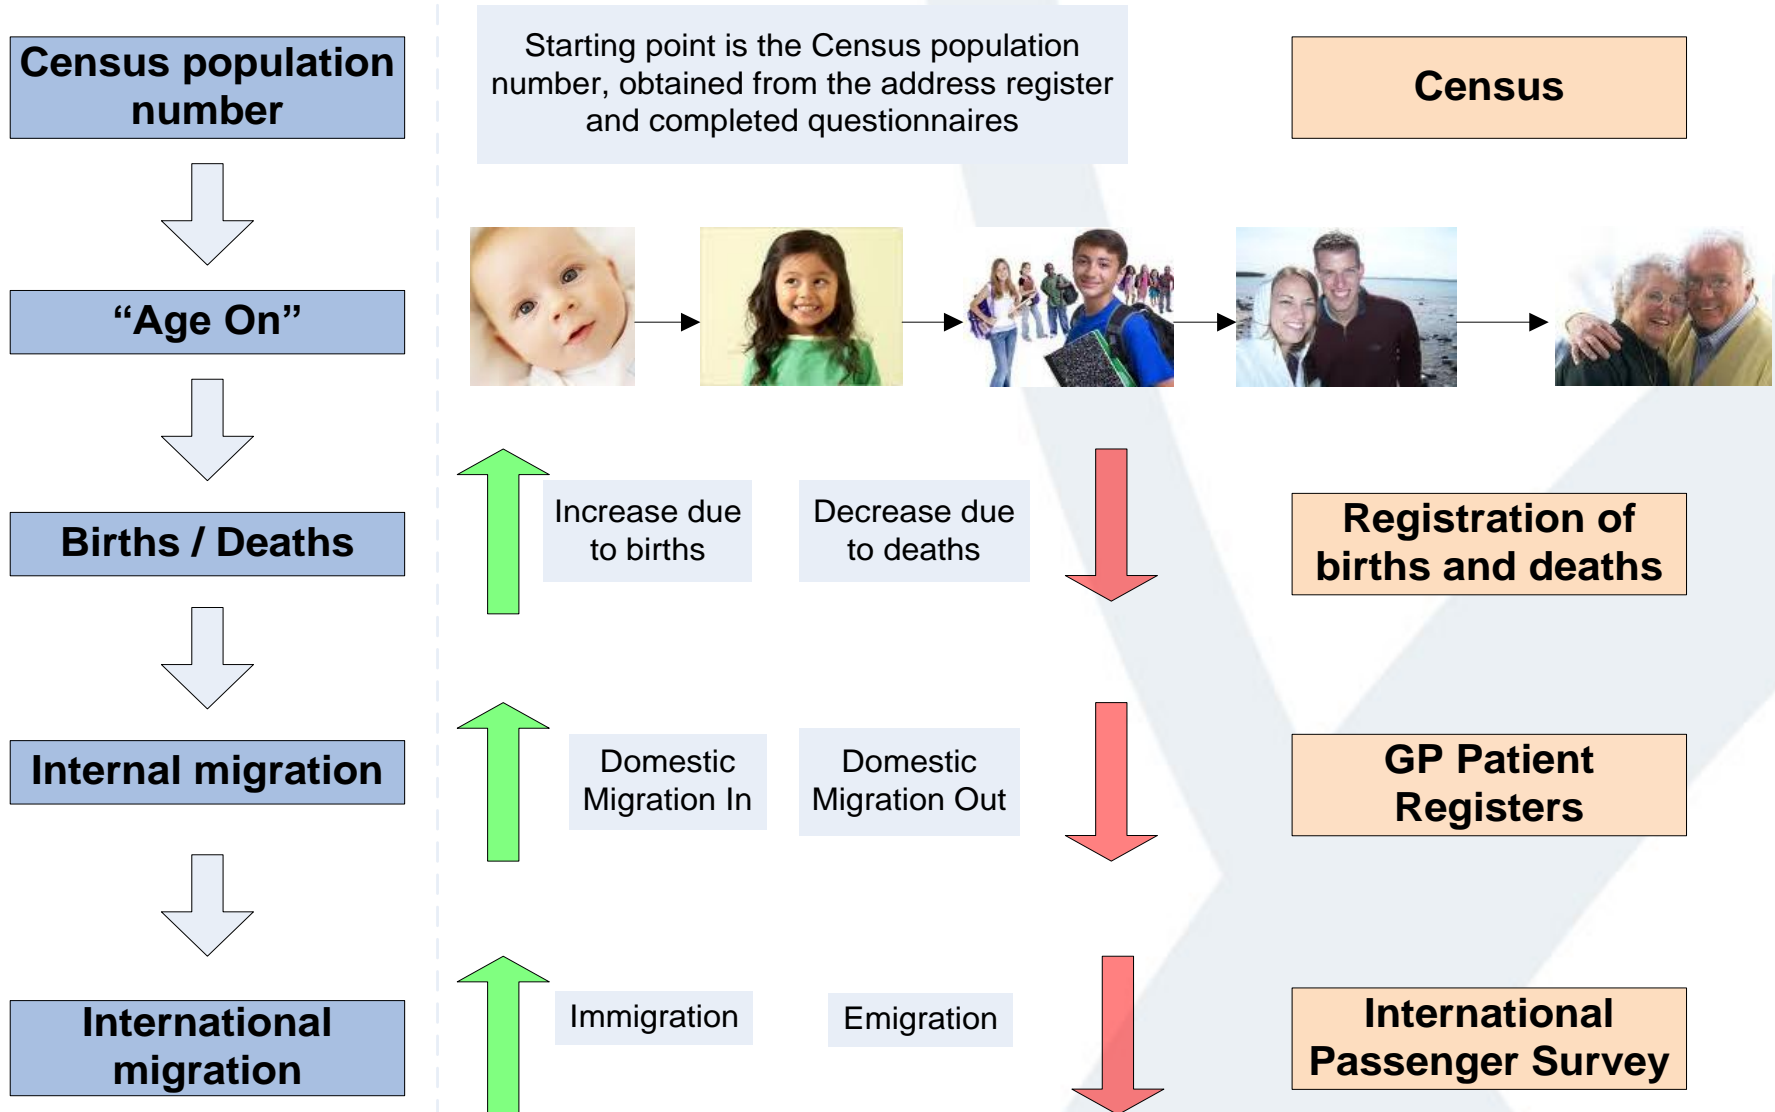 Census population
number
Starting point is the Census population
number, obtained from the address register
and completed questionnaires
Census
“Age On”
Births / Deaths
Increase due
to births
Decrease due
to deaths
Registration of
births and deaths
Internal migration
Domestic
Migration In
Domestic
Migration Out
GP Patient
Registers
International
migration
Immigration
Emigration
International
Passenger Survey